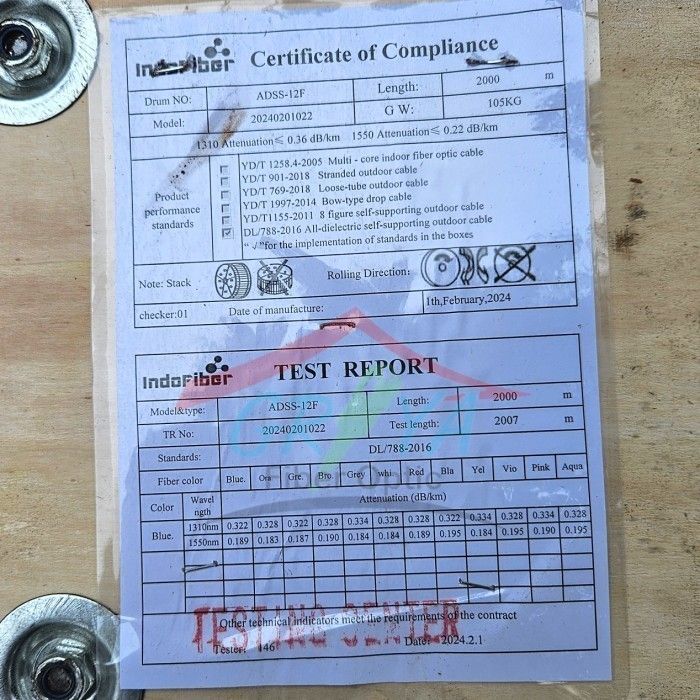 IndoFiber Certificate of Compliance
Drum NO: ADSS-12F Length: 2000 m
Model: 20240201022 G W: 105KG
1310 Attenuation≤ 0.36 dB/km 1550 Attenuation≤ 0.22 dB/km
Product performance standards
YD/T 1258.4-2005 Multi - core indoor fiber optic cable
YD/T 901-2018 Stranded outdoor cable
YD/T 769-2018 Loose-tube outdoor cable
YD/T 1997-2014 Bow-type drop cable
YD/T1155-2011 8 figure self-supporting outdoor cable
✓ DL/788-2016 All-dielectric self-supporting outdoor cable
“ √ ”for the implementation of standards in the boxes
Note: Stack Rolling Direction:
checker:01 Date of manufacture: 1th,February,2024
IndoFiber TEST REPORT
Model&type: ADSS-12F Length: 2000 m
TR No: 20240201022 Test length: 2007 m
Standards: DL/788-2016
Fiber color Blue. Ora Gre. Bro. Grey whi. Red Bla Yel Vio Pink Aqua
Color Wavel ngth Attenuation (dB/km)
Blue. 1310nm 0.322 0.328 0.322 0.328 0.334 0.328 0.328 0.322 0.334 0.328 0.334 0.328
1550nm 0.189 0.183 0.187 0.190 0.184 0.184 0.189 0.195 0.184 0.195 0.190 0.195
Other technical indicators meet the requirements of the contract
TESTING CENTER
Tester: 146 Date: 2024.2.1